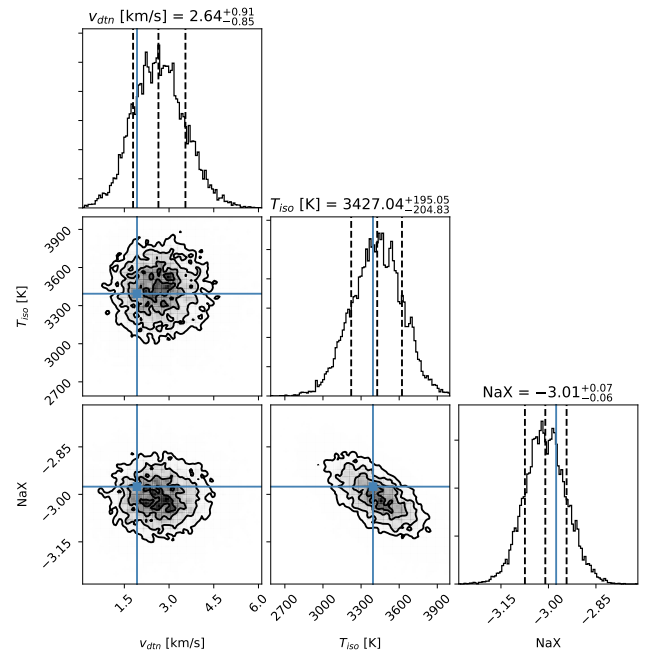 v_dtn [km/s] = 2.64^{+0.91}_{−0.85}
T_iso [K] = 3427.04^{+195.05}_{−204.83}
3900
3600
3300
3000
2700
T_iso [K]
NaX = −3.01^{+0.07}_{−0.06}
−2.85
−3.00
−3.15
NaX
1.5 3.0 4.5 6.0
2700 3000 3300 3600 3900
−3.15 −3.00 −2.85
v_dtn [km/s] T_iso [K] NaX